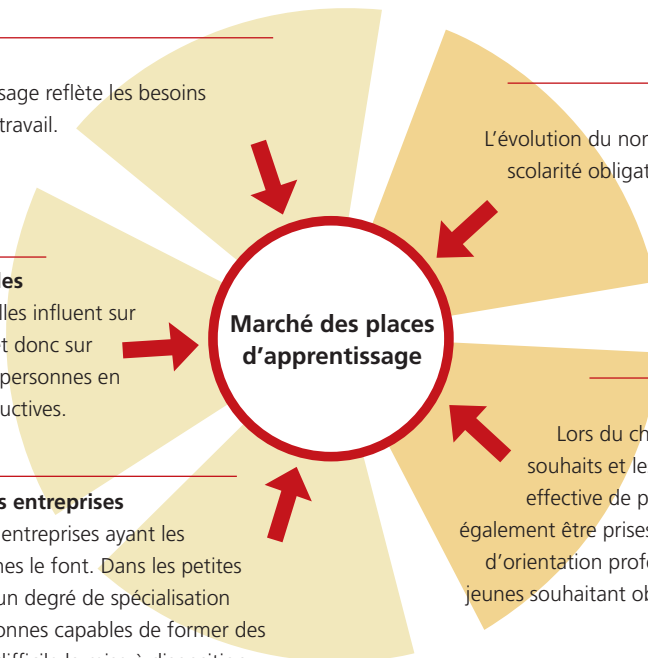 sage reflète les besoins
travail.
L'évolution du nor
scolarité obligat
les
lles influent sur
et donc sur
personnes en
uctives.
Marché des places
d'apprentissage
s entreprises
entreprises ayant les
nes le font. Dans les petites
un degré de spécialisation
onnes capables de former des
Lors du ch
souhaits et le
effective de p
également être prises
d'orientation profe
jeunes souhaitant ob